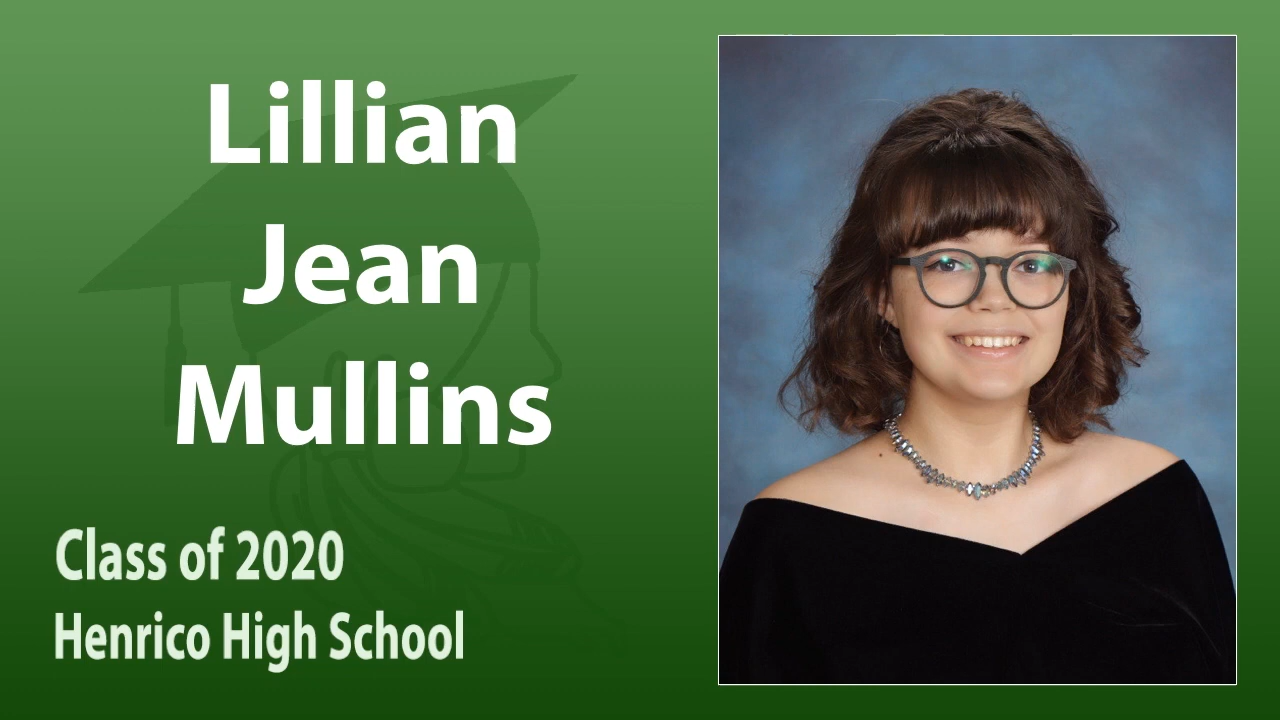 Lillian
Jean
Mullins
Class of 2020
Henrico High School